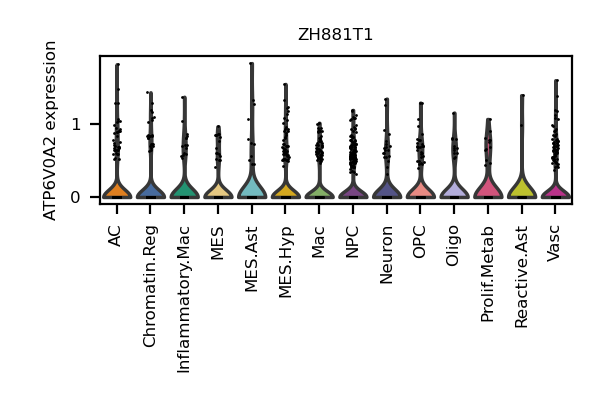 ZH881T1
ATP6V0A2 expression
1
0
AC
Chromatin.Reg
Inflammatory.Mac
MES
MES.Ast
MES.Hyp
Mac
NPC
Neuron
OPC
Oligo
Prolif.Metab
Reactive.Ast
Vasc